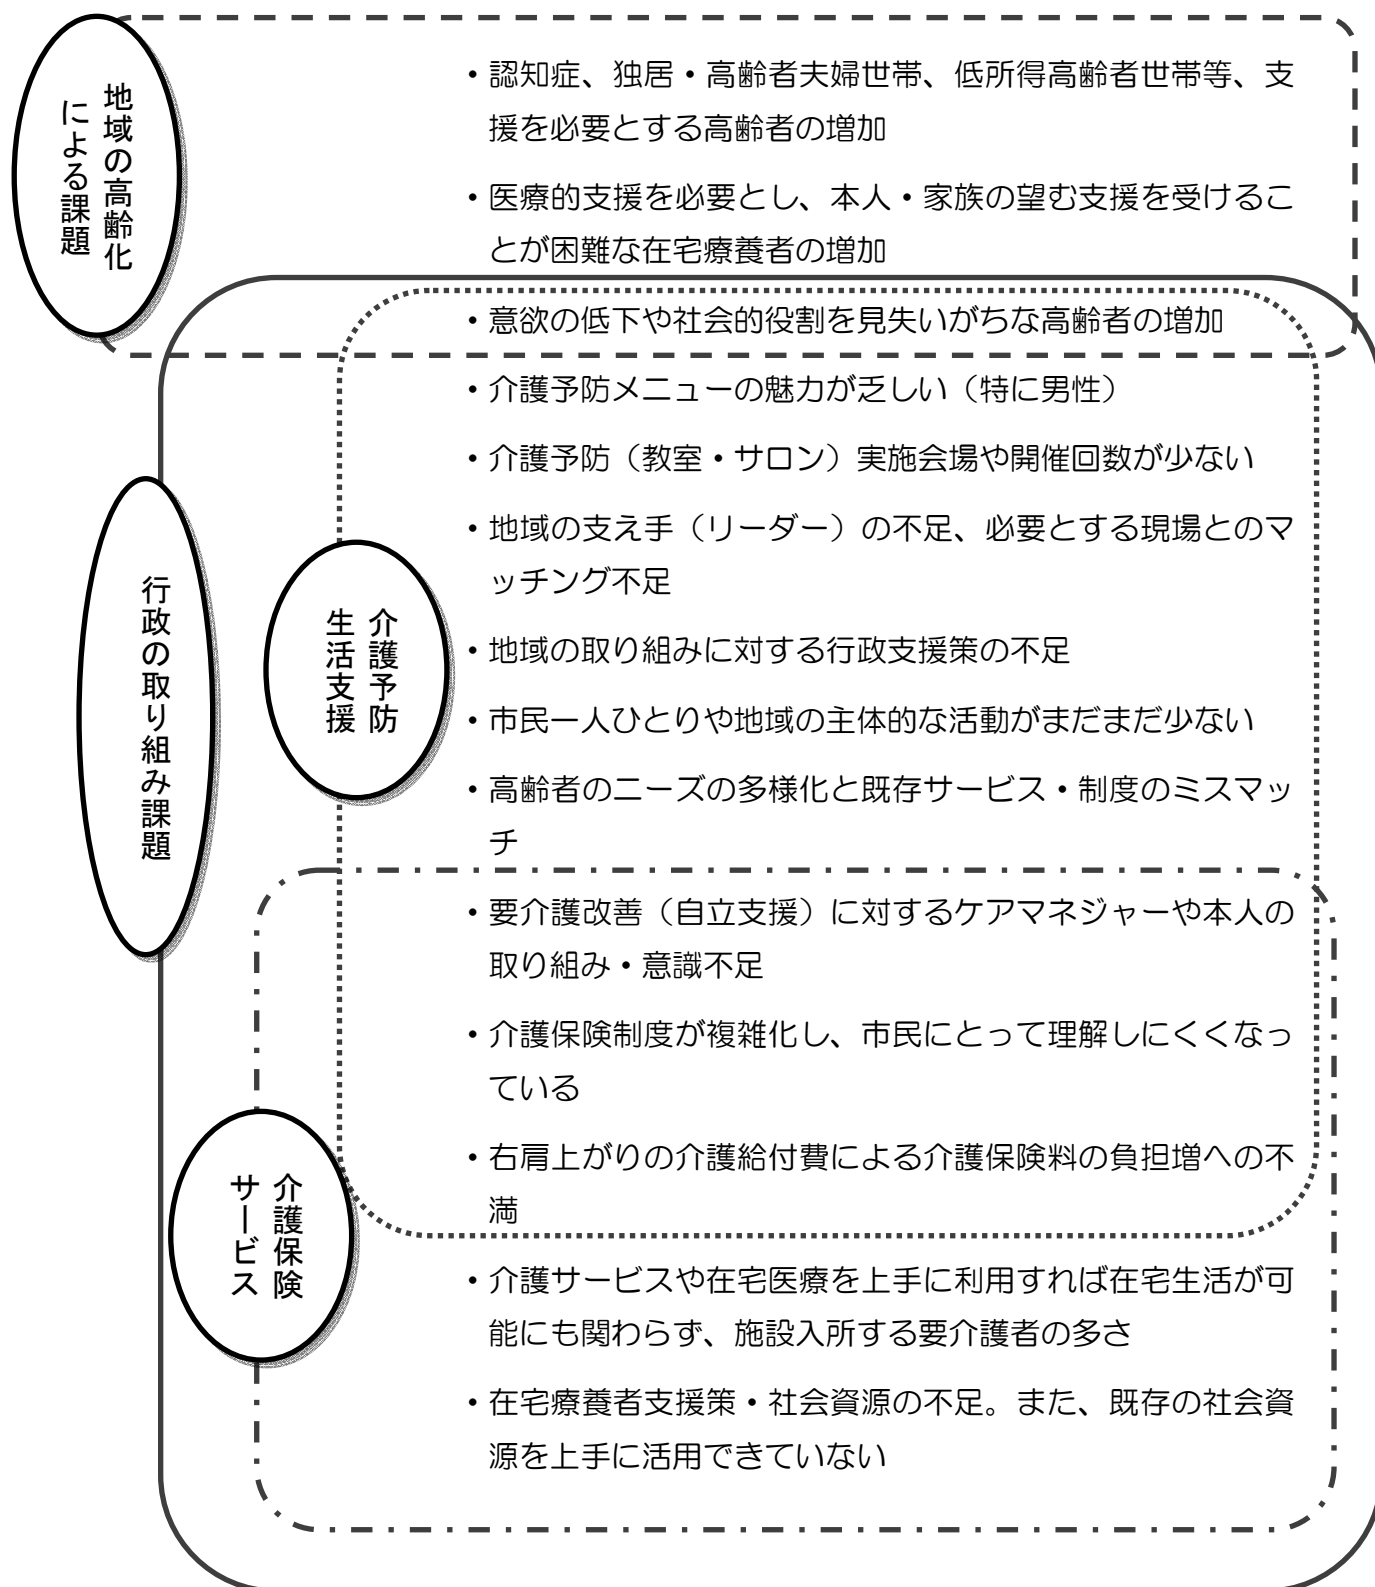 地域の高齢化
による課題
・認知症、独居・高齢者夫婦世帯、低所得高齢者世帯等、支
援を必要とする高齢者の増加
・医療的支援を必要とし、本人・家族の望む支援を受けるこ
とが困難な在宅療養者の増加
・意欲の低下や社会的役割を見失いがちな高齢者の増加
行政の取り組み課題
介護予防
生活支援
・介護予防メニューの魅力が乏しい（特に男性）
・介護予防（教室・サロン）実施会場や開催回数が少ない
・地域の支え手（リーダー）の不足、必要とする現場とのマ
ッチング不足
・地域の取り組みに対する行政支援策の不足
・市民一人ひとりや地域の主体的な活動がまだまだ少ない
・高齢者のニーズの多様化と既存サービス・制度のミスマッ
チ
介護保険
サービス
・要介護改善（自立支援）に対するケアマネジャーや本人の
取り組み・意識不足
・介護保険制度が複雑化し、市民にとって理解しにくくなっ
ている
・右肩上がりの介護給付費による介護保険料の負担増への不
満
・介護サービスや在宅医療を上手に利用すれば在宅生活が可
能にも関わらず、施設入所する要介護者の多さ
・在宅療養者支援策・社会資源の不足。また、既存の社会資
源を上手に活用できていない